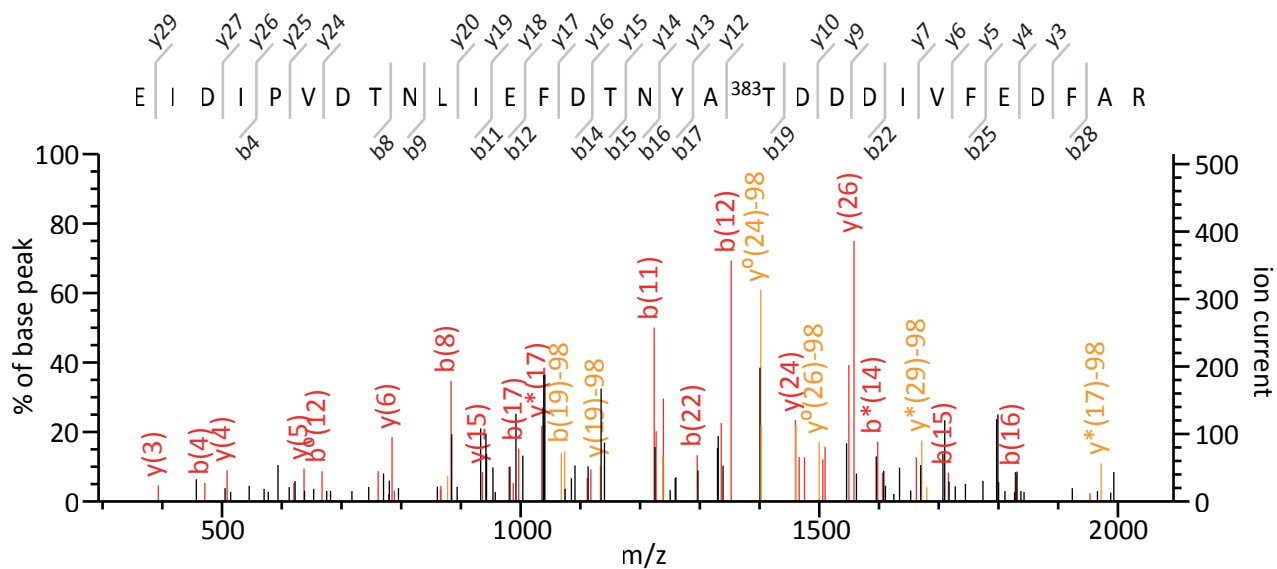 y29 y27 y26 y25 y24 y20 y19 y18 y17 y16 y15 y14 y13 y12 y10 y9 y7 y6 y5 y4 y3
E I D I P V D T N L I E F D T N Y A ³⁸³T D D D I V F E D F A R
b4 b8 b9 b11 b12 b14 b15 b16 b17 b19 b22 b25 b28
100
80
60
40
20
0
% of base peak
500
400
300
200
100
0
ion current
y(3)
b(4)
y(4)
y(5)
b⁰(12)
y(6)
b(8)
y(15)
b(17)
y*(17)
b(19)-98
y(19)-98
b(11)
b(22)
b(12)
y⁰(24)-98
y(24)
y⁰(26)-98
y(26)
b*(14)
y*(29)-98
b(15)
b(16)
y*(17)-98
500 1000 1500 2000
m/z